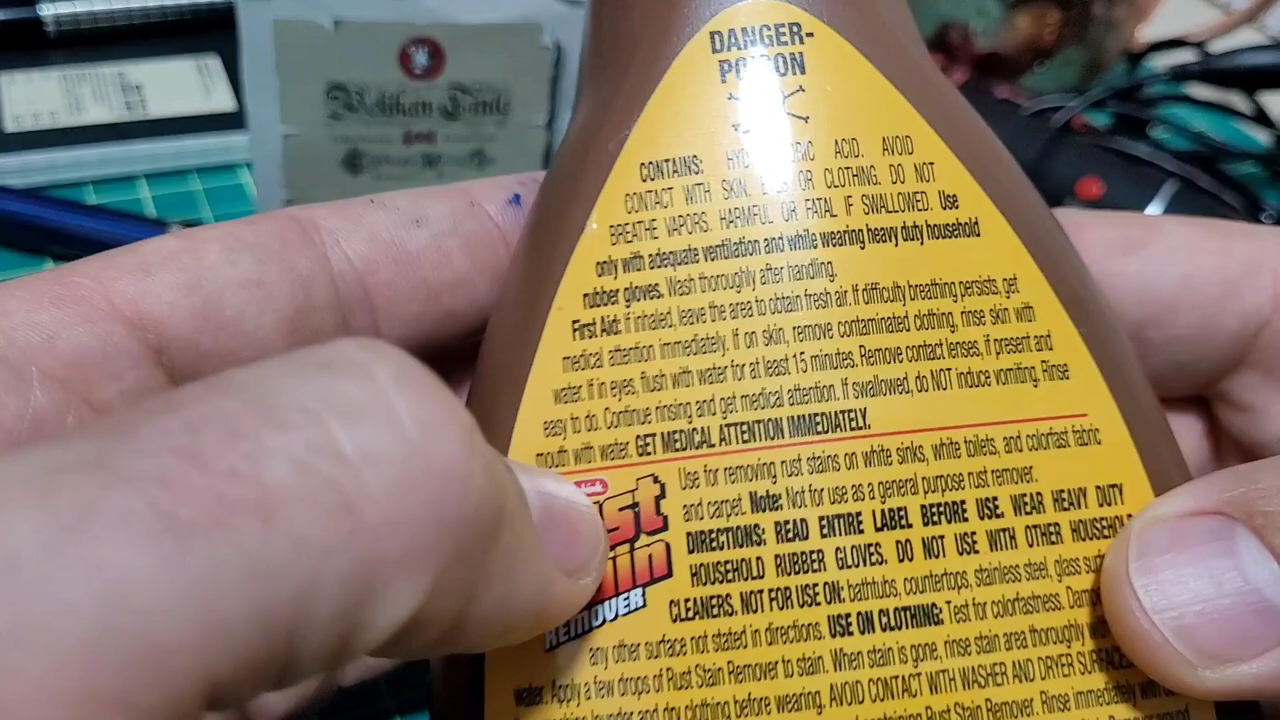 DANGER-
CONTAINS: ACID. AVOID
CONTACT WITH SKIN, OR CLOTHING. DO NOT
BREATHE VAPORS. HARMFUL OR FATAL IF SWALLOWED. Use
only with adequate ventilation and while wearing heavy duty household
rubber gloves. Wash thoroughly after handling.
First Aid: If inhaled, leave the area to obtain fresh air. If difficulty breathing persists, get
medical attention immediately. If on skin, remove contaminated clothing, rinse skin with
water. If in eyes, flush with water for at least 15 minutes. Remove contact lenses, if present and
easy to do. Continue rinsing and get medical attention. If swallowed, do NOT induce vomiting. Rinse
mouth with water. GET MEDICAL ATTENTION IMMEDIATELY.
Use for removing rust stains on white sinks, white toilets, and colorfast fabric
and carpet. Note: Not for use as a general purpose rust remover.
DIRECTIONS: READ ENTIRE LABEL BEFORE USE. WEAR HEAVY DUTY
HOUSEHOLD RUBBER GLOVES. DO NOT USE WITH OTHER HOUSEHOLD
CLEANERS. NOT FOR USE ON: bathtubs, countertops, stainless steel, glass
REMOVER
any other surface not stated in directions. USE ON CLOTHING: Test for colorfastness.
water. Apply a few drops of Rust Stain Remover to stain. When stain is gone, rinse stain area thoroughly
launder and dry clothing before wearing. AVOID CONTACT WITH WASHER AND DRYER
containing Rust Stain Remover. Rinse immediately